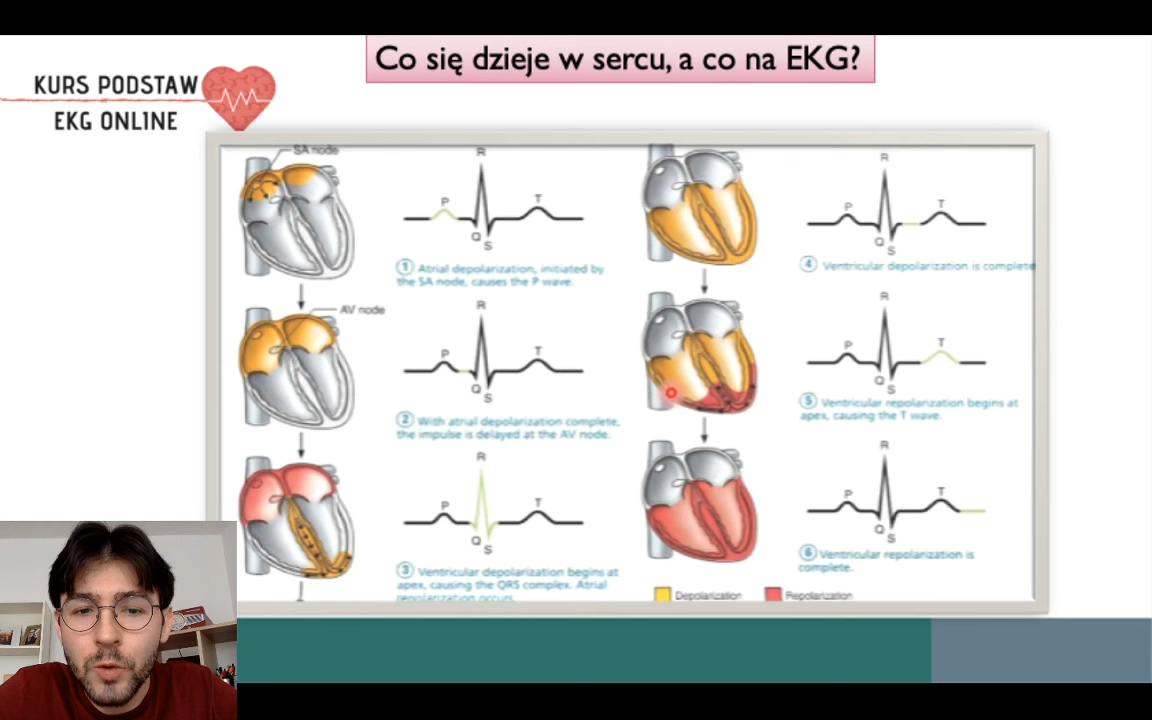 Co się dzieje w sercu, a co na EKG?
KURS PODSTAW
EKG ONLINE
SA node
R
P
T
Q
S
1 Atrial depolarization, initiated by
the SA node, causes the P wave.
AV node
R
P
T
Q
S
2 With atrial depolarization complete,
the impulse is delayed at the AV node.
R
P
T
Q
S
3 Ventricular depolarization begins at
apex, causing the QRS complex. Atrial
repolarization occurs.
R
P
T
Q
S
4 Ventricular depolarization is complete
R
P
T
Q
S
5 Ventricular repolarization begins at
apex, causing the T wave.
R
P
T
Q
S
6 Ventricular repolarization is
complete.
Depolarization
Repolarization